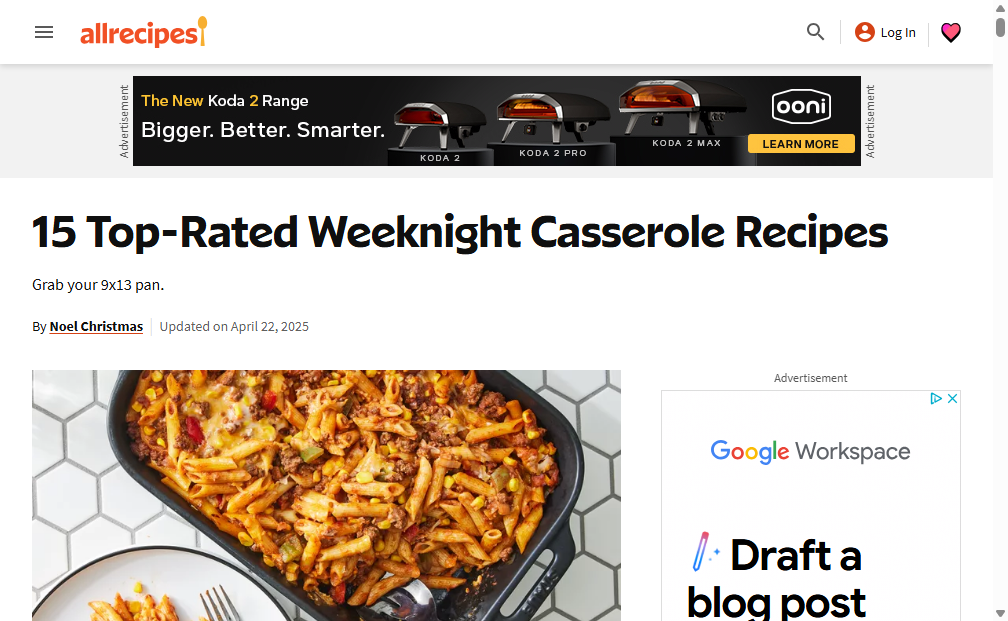 allrecipes
Log In
Advertisement
The New Koda 2 Range
Bigger. Better. Smarter.
KODA 2
KODA 2 PRO
KODA 2 MAX
ooni
LEARN MORE
Advertisement
15 Top-Rated Weeknight Casserole Recipes
Grab your 9x13 pan.
By Noel Christmas
Updated on April 22, 2025
Advertisement
Google Workspace
Draft a
blog post